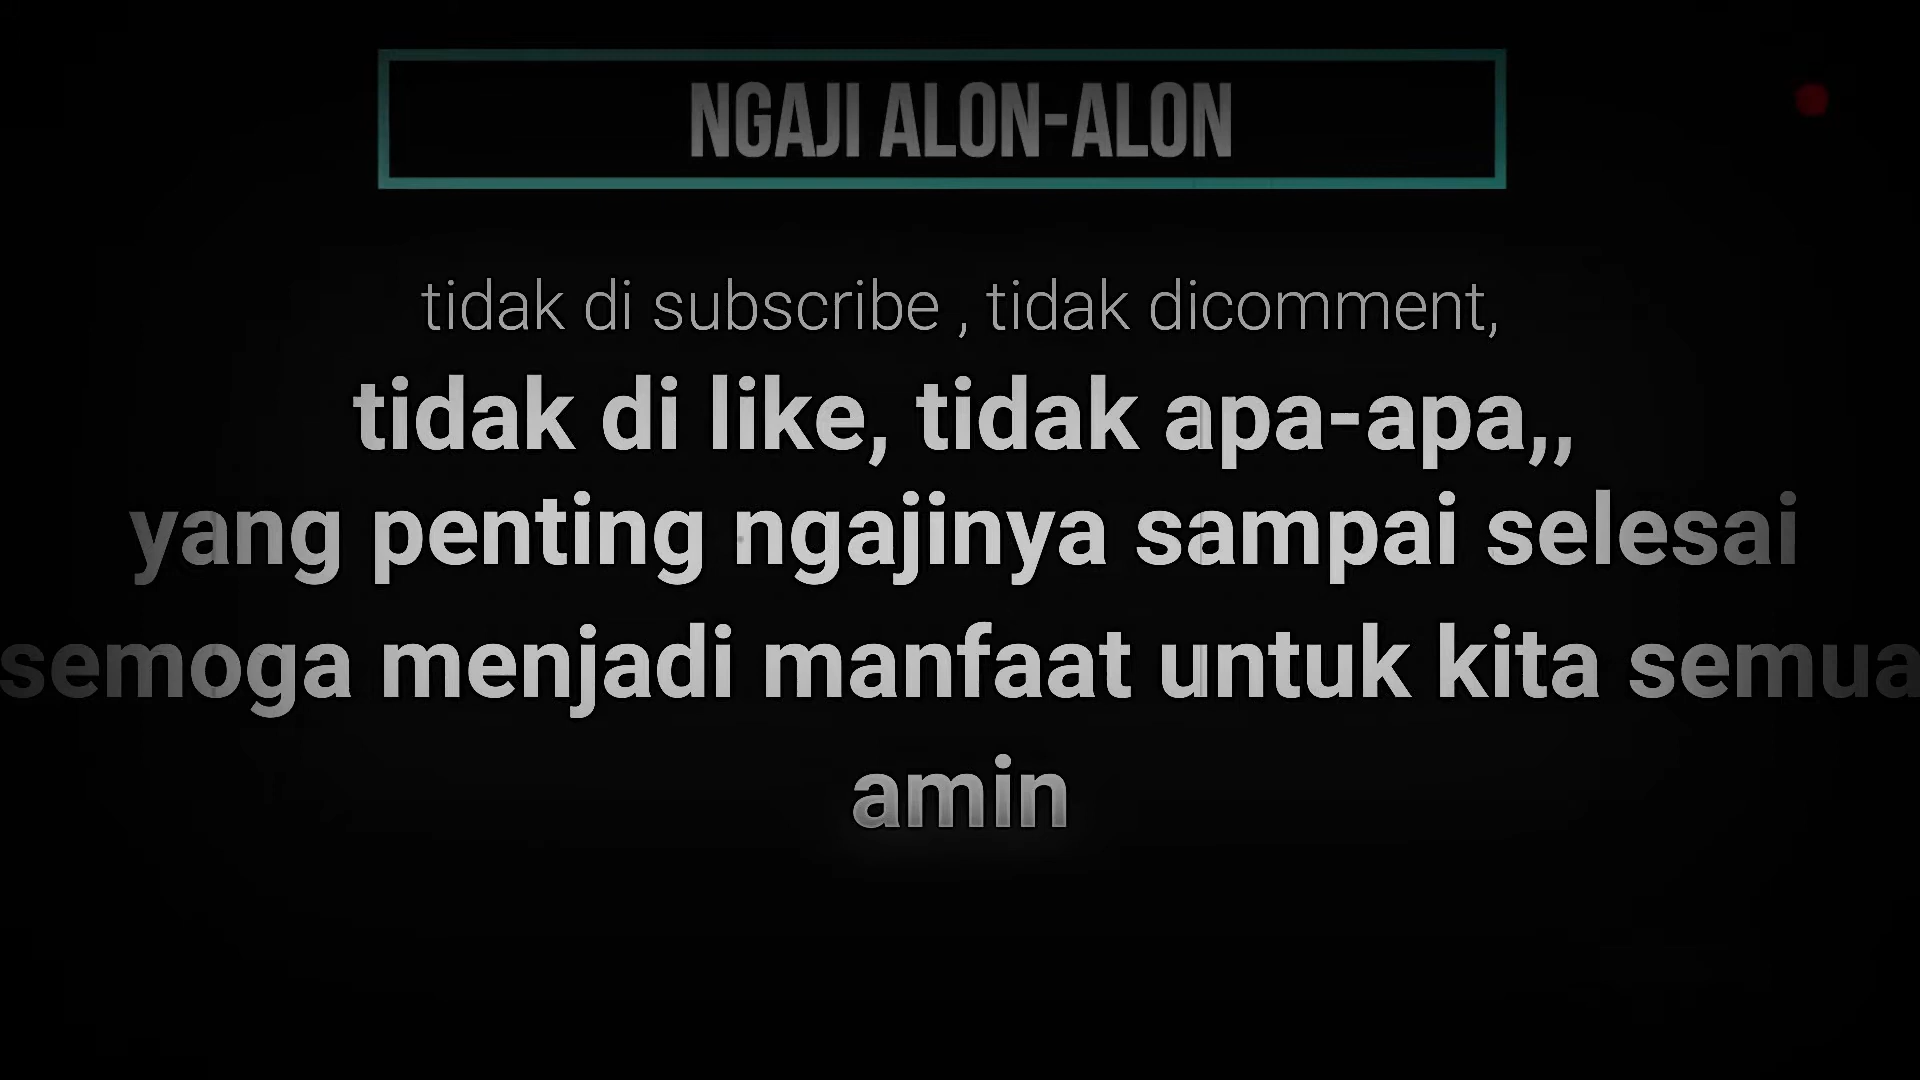 NGAJI ALON-ALON
tidak di subscribe , tidak dicomment,
tidak di like, tidak apa-apa,,
yang penting ngajinya sampai selesai
semoga menjadi manfaat untuk kita semua
amin